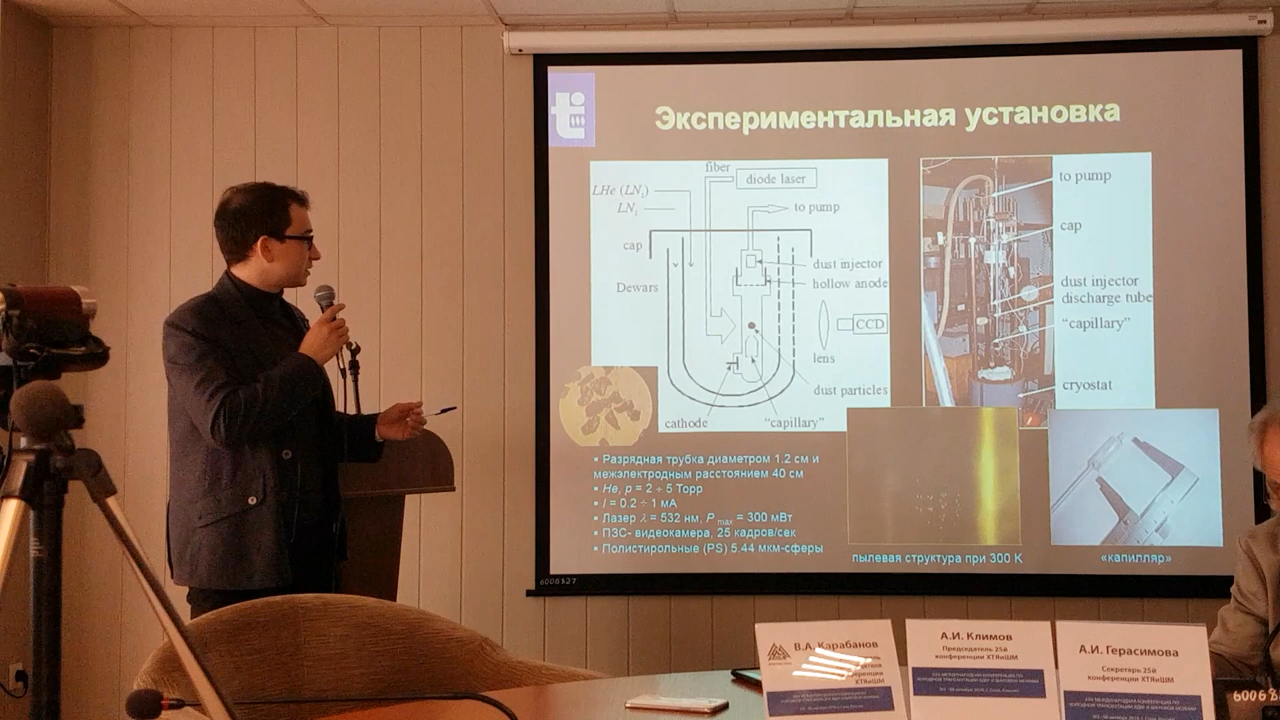 tim
Экспериментальная установка
fiber
diode laser
LHe (LN₂)
LN₂
to pump
cap
dust injector
hollow anode
Dewars
CCD
lens
dust particles
cathode
"capillary"
to pump
cap
dust injector
discharge tube
"capillary"
cryostat
▪ Разрядная трубка диаметром 1.2 см и
межэлектродным расстоянием 40 см
▪ He, p = 2 ÷ 5 Торр
▪ I = 0.2 ÷ 1 мА
▪ Лазер λ = 532 нм, P max = 300 мВт
▪ ПЗС- видеокамера, 25 кадров/сек
▪ Полистирольные (PS) 5.44 мкм-сферы
пылевая структура при 300 K
«капилляр»
6006827
В.А. Карабанов
А.И. Климов
Председатель 25й
конференции ХТЯиШМ
А.И. Герасимова
Секретарь 25й
конференции ХТЯиШМ